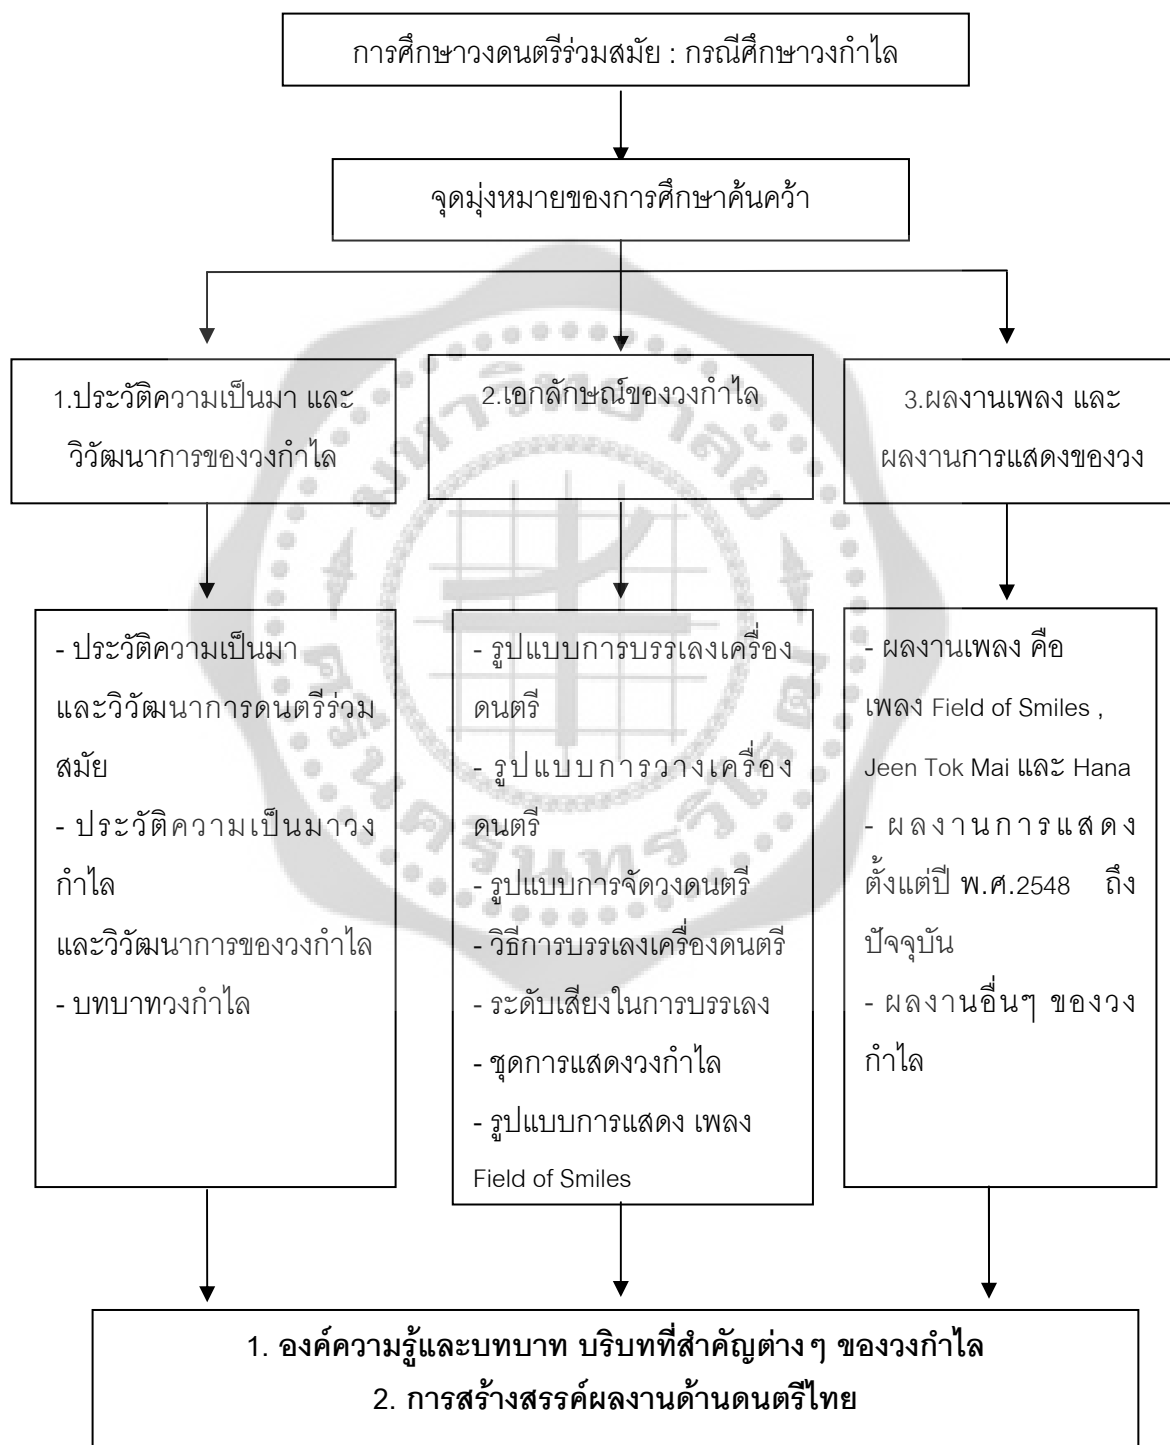 การศึกษาวงดนตรีร่วมสมัย : กรณีศึกษาวงกำไล
จุดมุ่งหมายของการศึกษาค้นคว้า
1.ประวัติความเป็นมา และ
วิวัฒนาการของวงกำไล
2.เอกลักษณ์ของวงกำไล
3.ผลงานเพลง และ
ผลงานการแสดงของวง
- ประวัติความเป็นมา
และวิวัฒนาการดนตรีร่วม
สมัย
- ประวัติความเป็นมาวง
กำไล
และวิวัฒนาการของวงกำไล
- บทบาทวงกำไล
- รูปแบบการบรรเลงเครื่อง
ดนตรี
- รูปแบบการวางเครื่อง
ดนตรี
- รูปแบบการจัดวงดนตรี
- วิธีการบรรเลงเครื่องดนตรี
- ระดับเสียงในการบรรเลง
- ชุดการแสดงวงกำไล
- รูปแบบการแสดง เพลง
Field of Smiles
- ผลงานเพลง คือ
เพลง Field of Smiles ,
Jeen Tok Mai และ Hana
- ผลงานการแสดง
ตั้งแต่ปี พ.ศ.2548 ถึง
ปัจจุบัน
- ผลงานอื่นๆ ของวง
กำไล
1. องค์ความรู้และบทบาท บริบทที่สำคัญต่างๆ ของวงกำไล
2. การสร้างสรรค์ผลงานด้านดนตรีไทย
มหาวิทยาลัย
ศรีนครินทรวิโรฒ